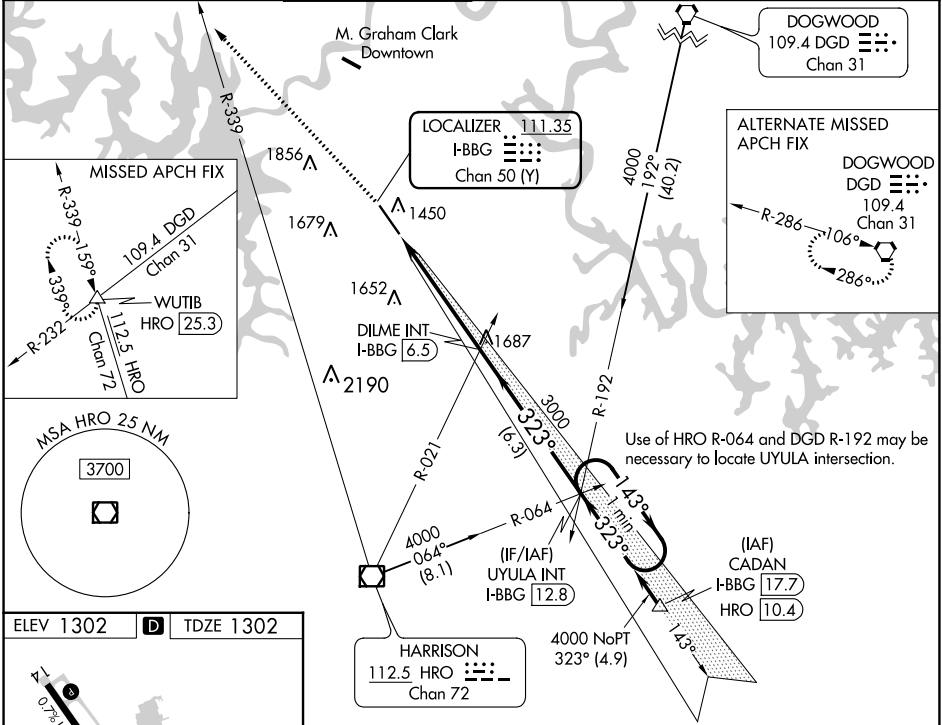 M. Graham Clark
Downtown
DOGWOOD
109.4 DGD
Chan 31
R-339
LOCALIZER 111.35
I-BBG
Chan 50 (Y)
4000
192°
(40.2)
R-192
ALTERNATE MISSED
APCH FIX
DOGWOOD
DGD
109.4
Chan 31
R-286
106°
286°
MISSED APCH FIX
R-339
159°
339°
109.4 DGD
Chan 31
WUTIB
HRO 25.3
R-232
112.5 HRO
Chan 72
1856
1450
1679
1652
DILME INT
I-BBG 6.5
1687
2190
3000
323°
(6.3)
R-021
MSA HRO 25 NM
3700
Use of HRO R-064 and DGD R-192 may be
necessary to locate UYULA intersection.
143°
1 min
323°
4000
064°
(8.1)
R-064
(IF/IAF)
UYULA INT
I-BBG 12.8
(IAF)
CADAN
I-BBG 17.7
HRO 10.4
4000 NoPT
323° (4.9)
143°
HARRISON
112.5 HRO
Chan 72
ELEV 1302 D TDZE 1302
P